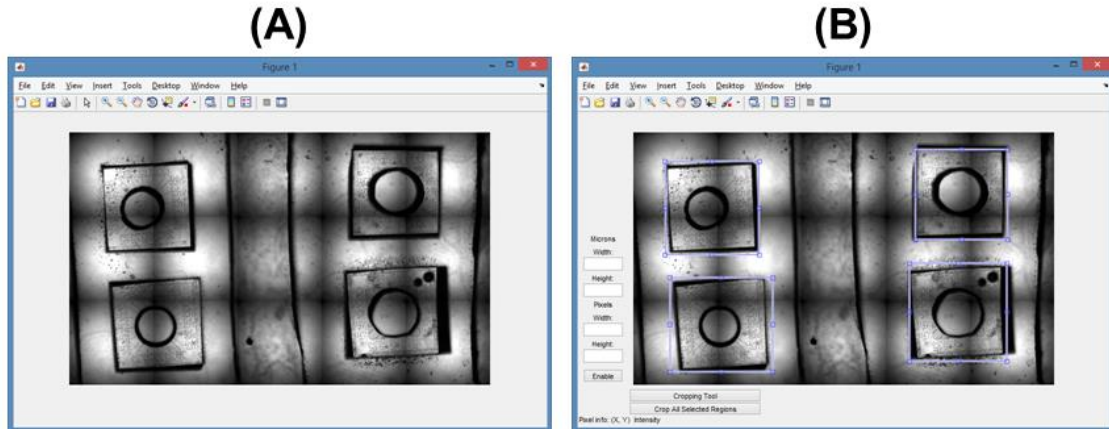 (A)
(B)
Figure 1
File Edit View Insert Tools Desktop Window Help
Figure 1
File Edit View Insert Tools Desktop Window Help
Microns
Width:
Height:
Pixels
Width:
Height:
Enable
Cropping Tool
Crop All Selected Regions
Pixel info: (X, Y) Intensity